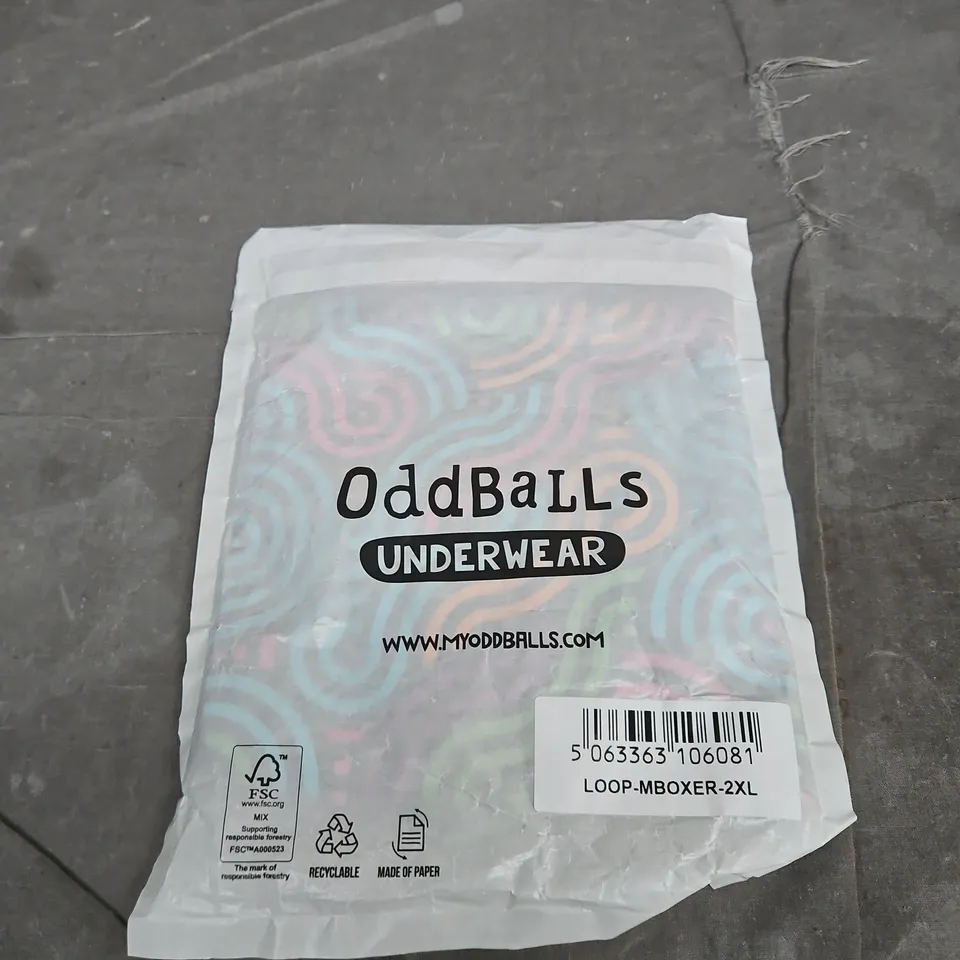 OddBaLLs
UNDERWEAR
WWW.MYODDBALLS.COM
5 063363 106081
LOOP-MBOXER-2XL
FSC
www.fsc.org
MIX
Supporting
responsible forestry
FSC™A000523
The mark of
responsible forestry
RECYCLABLE
MADE OF PAPER
TM